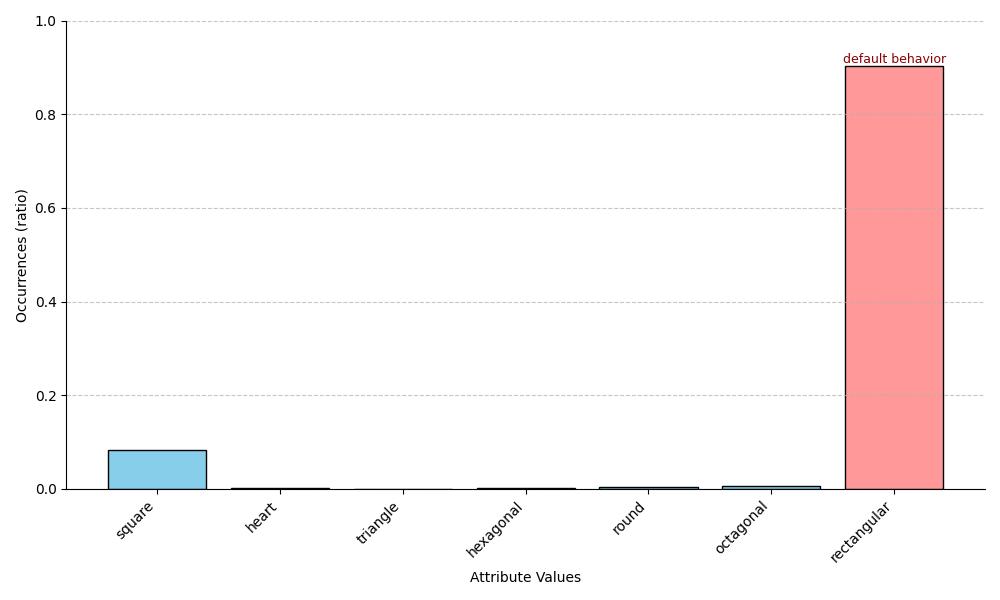 1.0
default behavior
0.8
0.6
0.4
0.2
0.0
Occurrences (ratio)
square
heart
triangle
hexagonal
round
octagonal
rectangular
Attribute Values